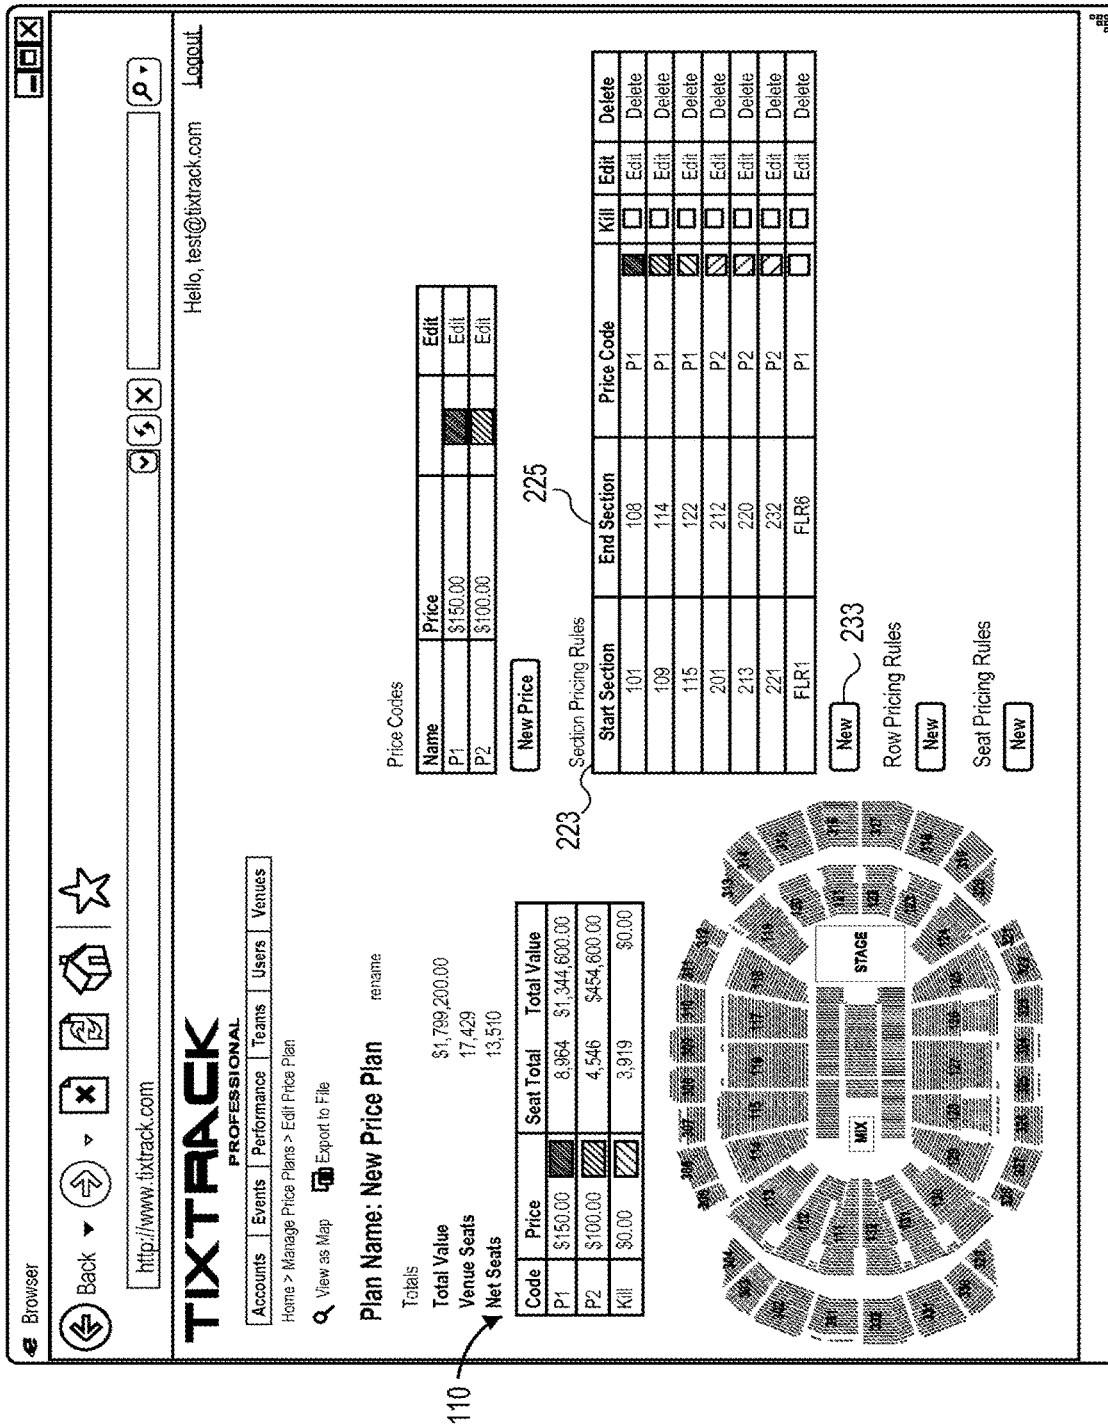 Browser
Back
http://www.tixtrack.com
TIXTRACK
PROFESSIONAL
Hello, test@tixtrack.com Logout
Accounts Events Performance Teams Users Venues
Home > Manage Price Plans > Edit Price Plan
View as Map Export to File
Plan Name: New Price Plan rename
Totals
Total Value $1,799,200.00
Venue Seats 17,429
Net Seats 13,510
110
Code Price Seat Total Total Value
P1 $150.00 8,964 $1,344,600.00
P2 $100.00 4,546 $454,600.00
Kill $0.00 3,919 $0.00
STAGE
MIX
Price Codes
Name Price Edit
P1 $150.00 Edit
P2 $100.00 Edit
New Price
225
223
Section Pricing Rules
Start Section End Section Price Code Kill Edit Delete
101 108 P1 Edit Delete
109 114 P1 Edit Delete
115 122 P1 Edit Delete
201 212 P2 Edit Delete
213 220 P2 Edit Delete
221 232 P2 Edit Delete
FLR1 FLR6 P1 Edit Delete
New
233
Row Pricing Rules
New
Seat Pricing Rules
New